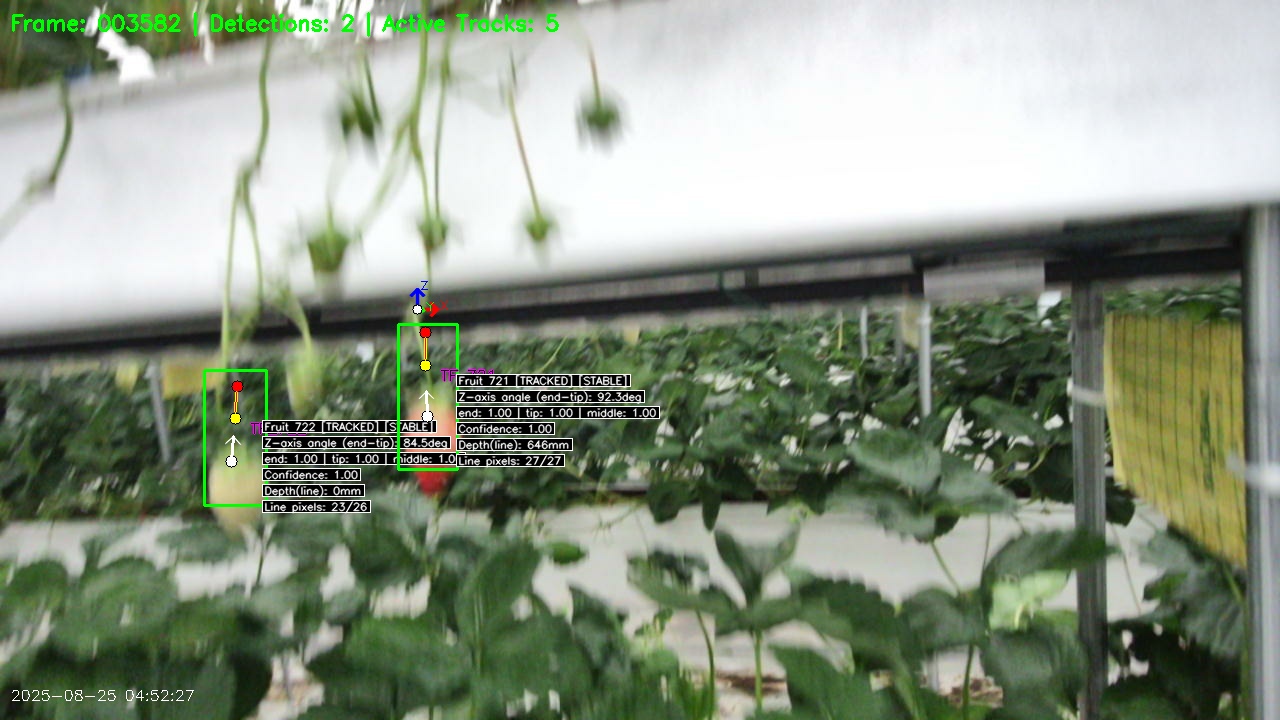 Frame: 003582 | Detections: 2 | Active Tracks: 5
Z
Fruit 721 [TRACKED] [STABLE]
Z-axis angle (end-tip): 92.3deg
end: 1.00 | tip: 1.00 | middle: 1.00
Confidence: 1.00
Depth(line): 646mm
Line pixels: 27/27
Fruit 722 [TRACKED] [STABLE]
Z-axis angle (end-tip): 84.5deg
end: 1.00 | tip: 1.00 | middle: 1.0
Confidence: 1.00
Depth(line): 0mm
Line pixels: 23/26
2025-08-25 04:52:27